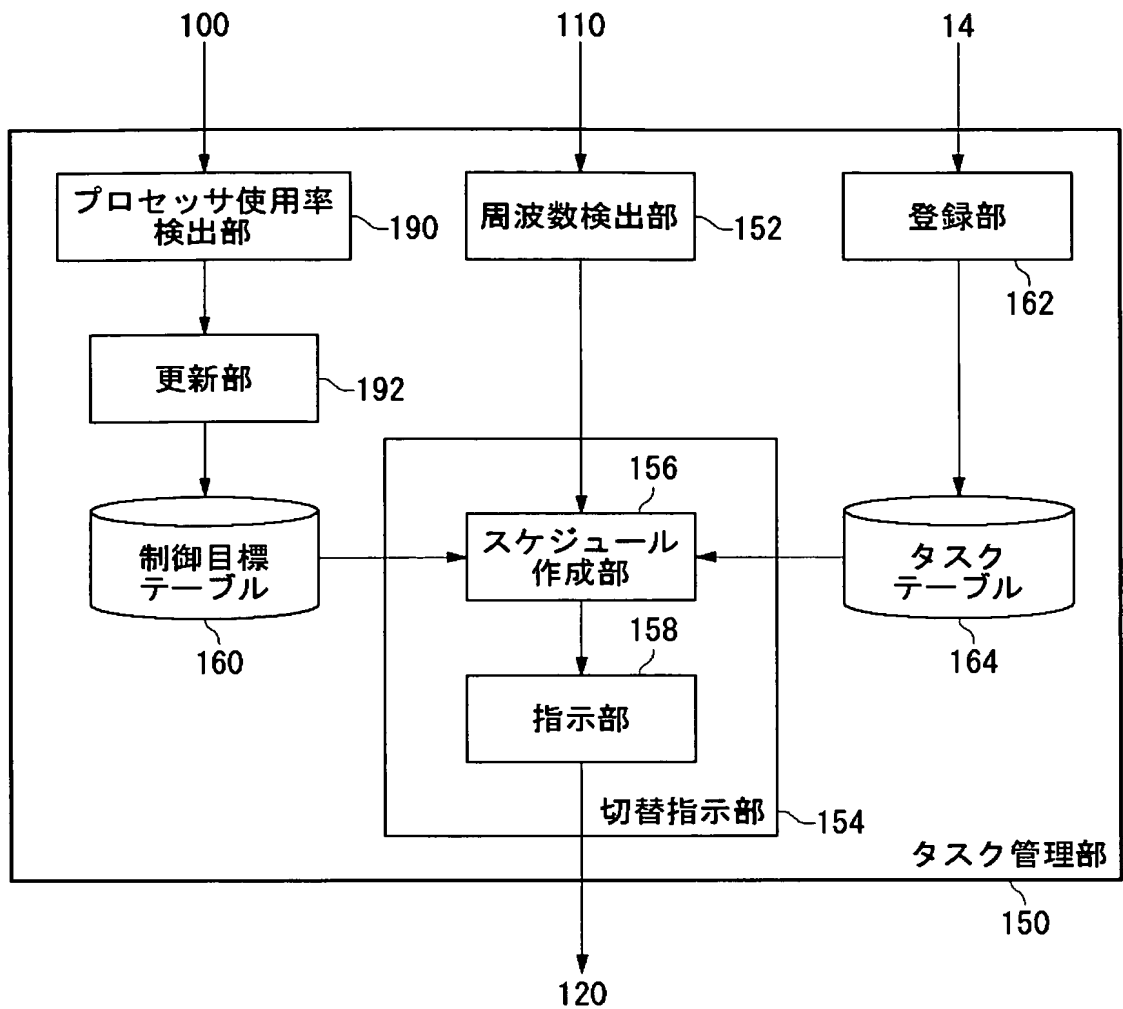 100
110
14
プロセッサ使用率
検出部
190
周波数検出部
152
登録部
162
更新部
192
156
制御目標
テーブル
160
スケジュール
作成部
タスク
テーブル
164
158
指示部
切替指示部
154
タスク管理部
150
120